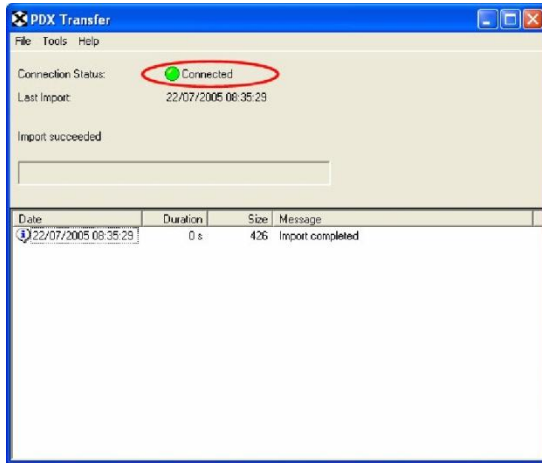 PDX Transfer
File Tools Help
Connection Status: Connected
Last Import: 22/07/2005 08:35:29
Import succeeded
Date Duration Size Message
22/07/2005 08:35:29 0 s 426 Import completed